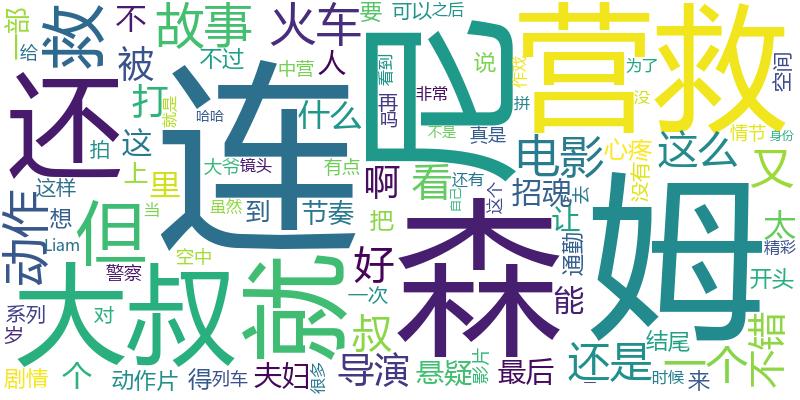 一部
救
不
故事
火车
要
可以
之后
尼
营救
给
被
不过
中营
人
看到
说
作戏
为了
空间
还
连
打
就是
哈哈
什么
再
吗
非常
拼
没
拍
这
不是
真是
电影
心疼
情节
身份
这么
动作
这样
上
里
大爷
镜头
有点
啊
看
还有
自己
这个
招魂
去
没有
又
想
Liam
但
当
虽然
到
节奏
把
森
让
通勤
姆
太
精彩
警察
空中
就
好
能
开头
系列
岁
对
大叔
一次
叔
结尾
不错
剧情
个
动作片
得
列车
夫妇
很多
导演
悬疑
影片
最后
还是
一个
时候
来
一